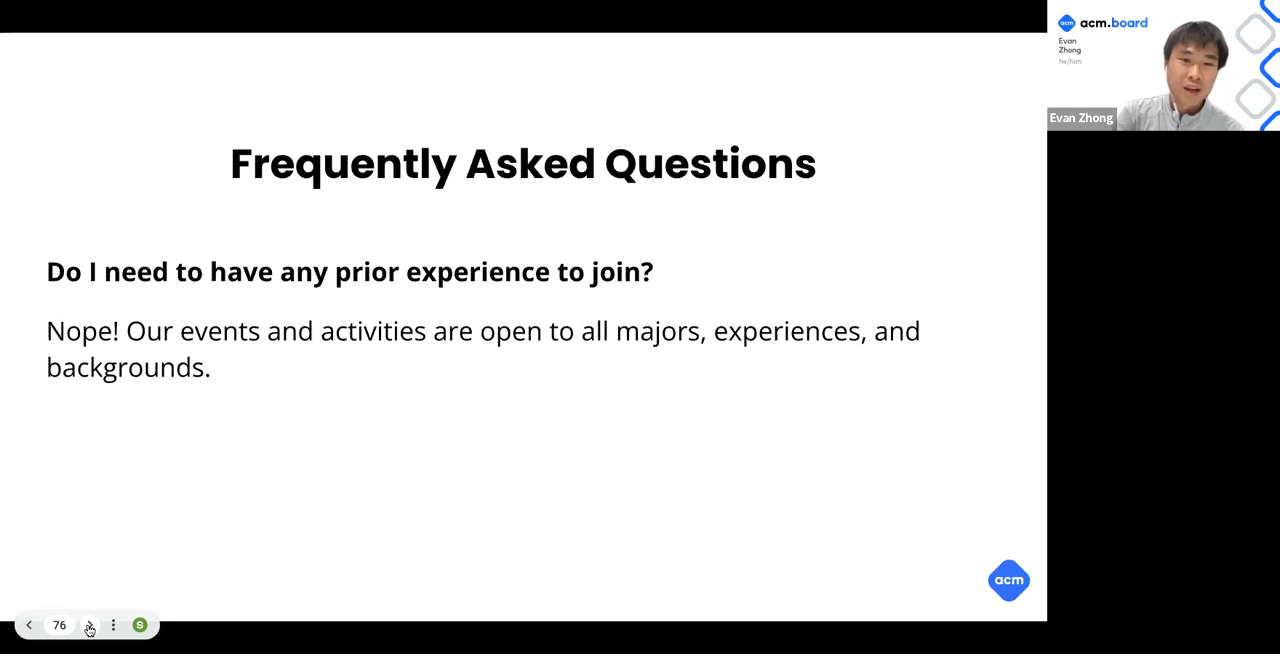 acm acm.board
Evan
Zhong
he/him
Evan Zhong
Frequently Asked Questions
Do I need to have any prior experience to join?
Nope! Our events and activities are open to all majors, experiences, and
backgrounds.
acm
76
S